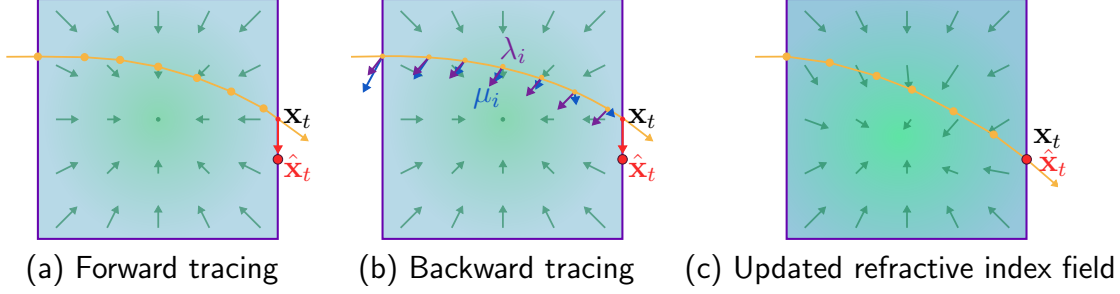 x_t
x̂_t
λ_i
μ_i
x_t
x̂_t
x_t
x̂_t
(a) Forward tracing
(b) Backward tracing
(c) Updated refractive index field